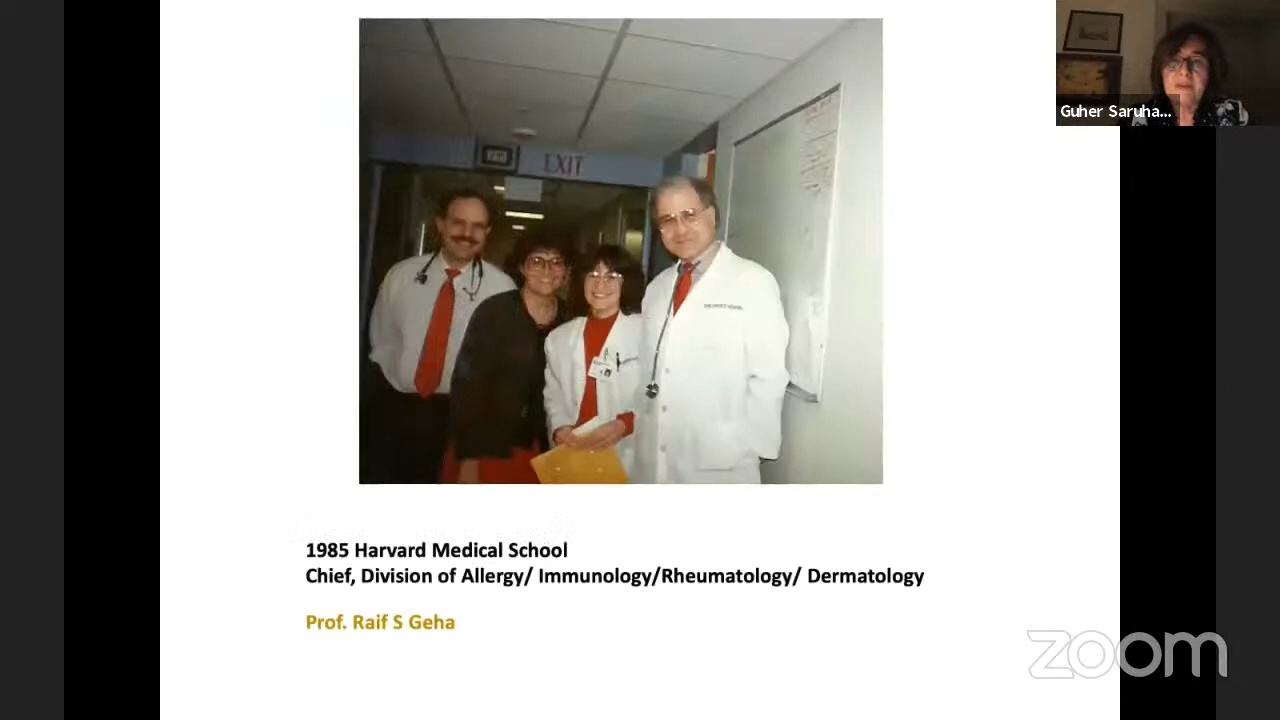 Guher Saruha...
EXIT
1985 Harvard Medical School
Chief, Division of Allergy/ Immunology/Rheumatology/ Dermatology
Prof. Raif S Geha
zoom